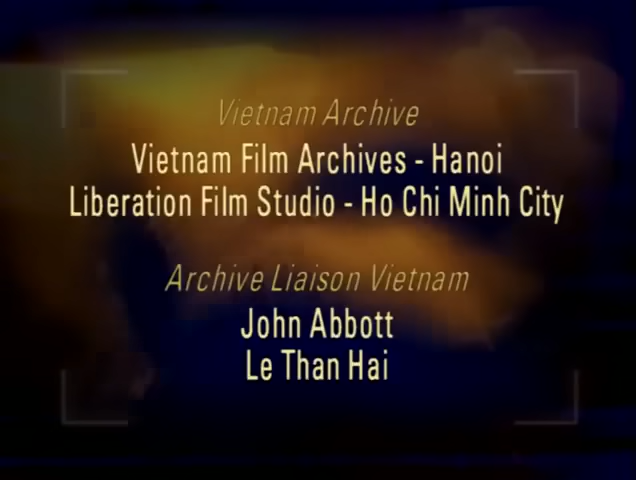 Vietnam Archive
Vietnam Film Archives - Hanoi
Liberation Film Studio - Ho Chi Minh City
Archive Liaison Vietnam
John Abbott
Le Than Hai